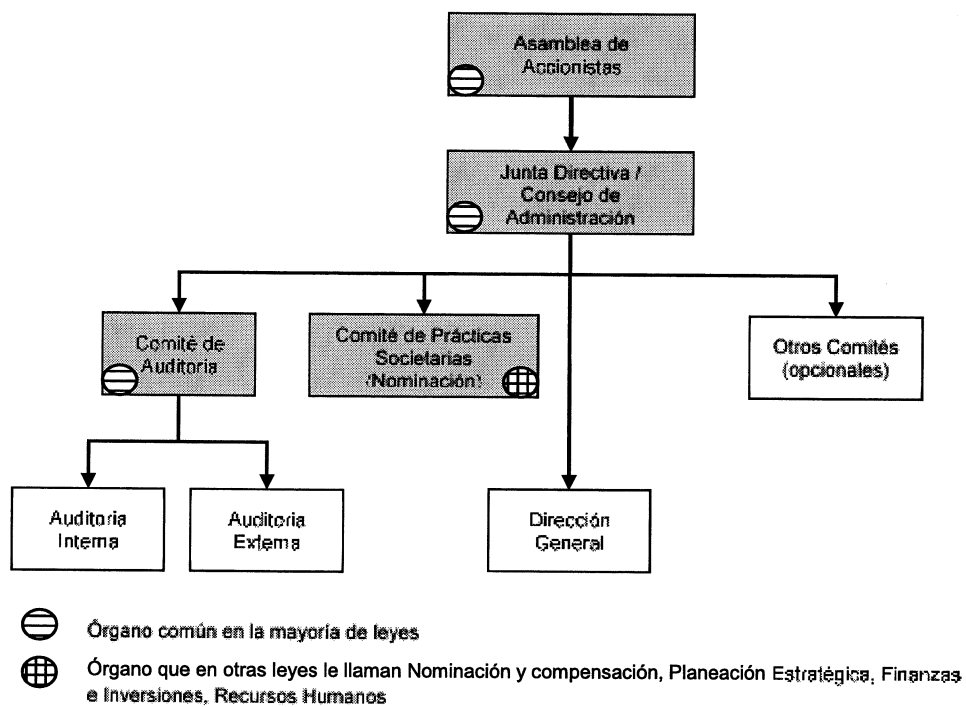 Asamblea de
Accionistas
Junta Directiva /
Consejo de
Administración
Comité de
Auditoria
Comité de Prácticas
Societarias
(Nominación)
Otros Comités
(opcionales)
Auditoria
Interna
Auditoria
Externa
Dirección
General
Órgano común en la mayoría de leyes
Órgano que en otras leyes le llaman Nominación y compensación, Planeación Estratégica, Finanzas
e Inversiones, Recursos Humanos